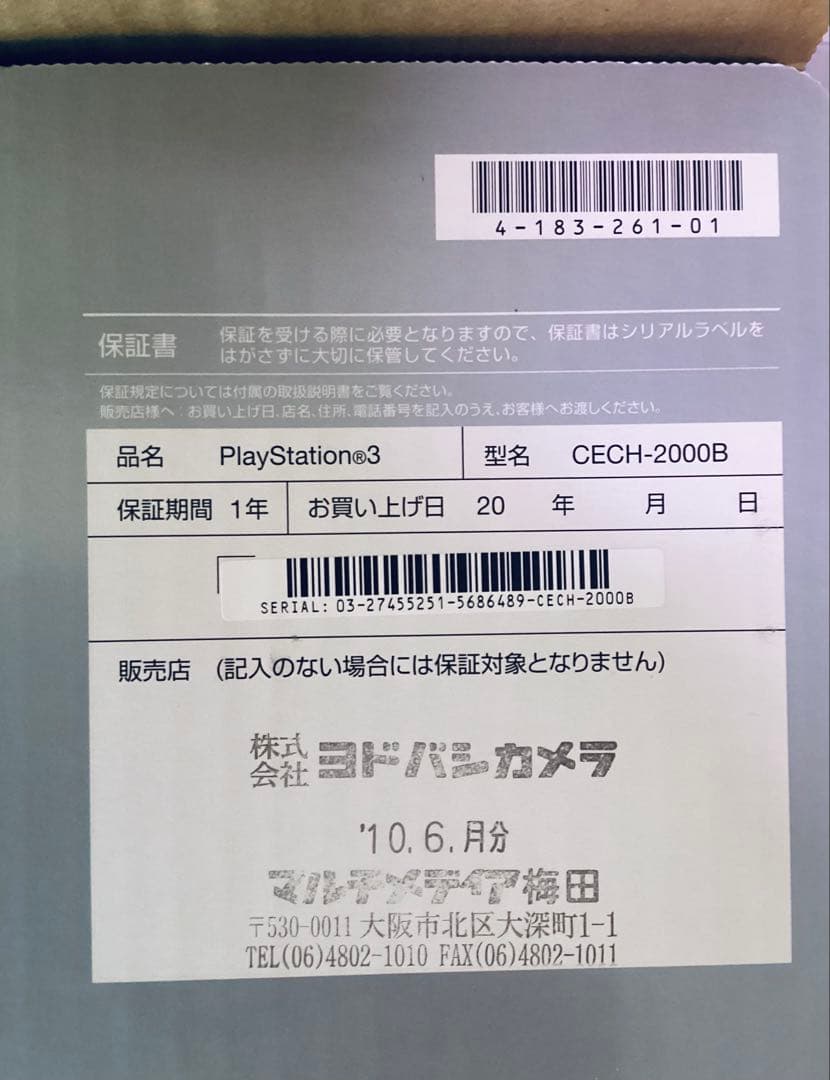 4-183-261-01
保証書
保証を受ける際に必要となりますので、保証書はシリアルラベルを
はがさずに大切に保管してください。
保証規定については付属の取扱説明書をご覧ください。
販売店様へ:お買い上げ日、店名、住所、電話番号を記入のうえ、お客様へお渡しください。
品名 PlayStation®3 型名 CECH-2000B
保証期間 1年 お買い上げ日 20 年 月 日
SERIAL: 03-27455251-5686489-CECH-2000B
販売店 (記入のない場合には保証対象となりません)
株式会社 ヨドバシカメラ
'10.6.月分
マルチメディア梅田
〒530-0011 大阪市北区大深町1-1
TEL(06)4802-1010 FAX(06)4802-1011